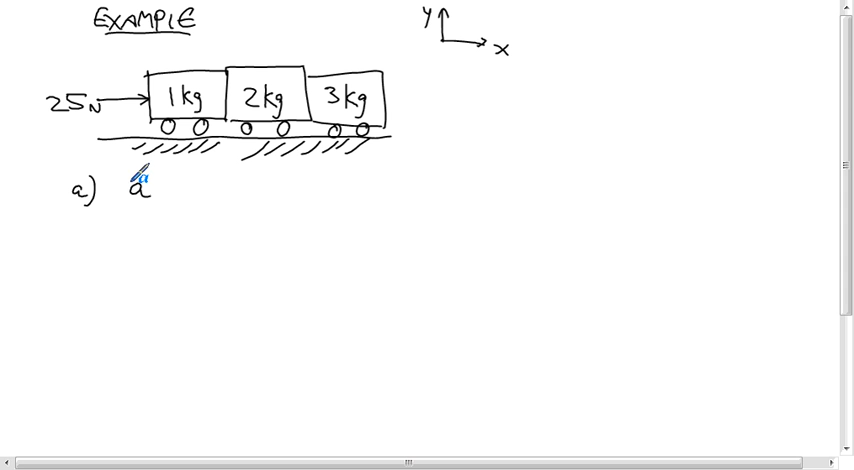 EXAMPLE
y
x
25N 1kg 2kg 3kg
a) a